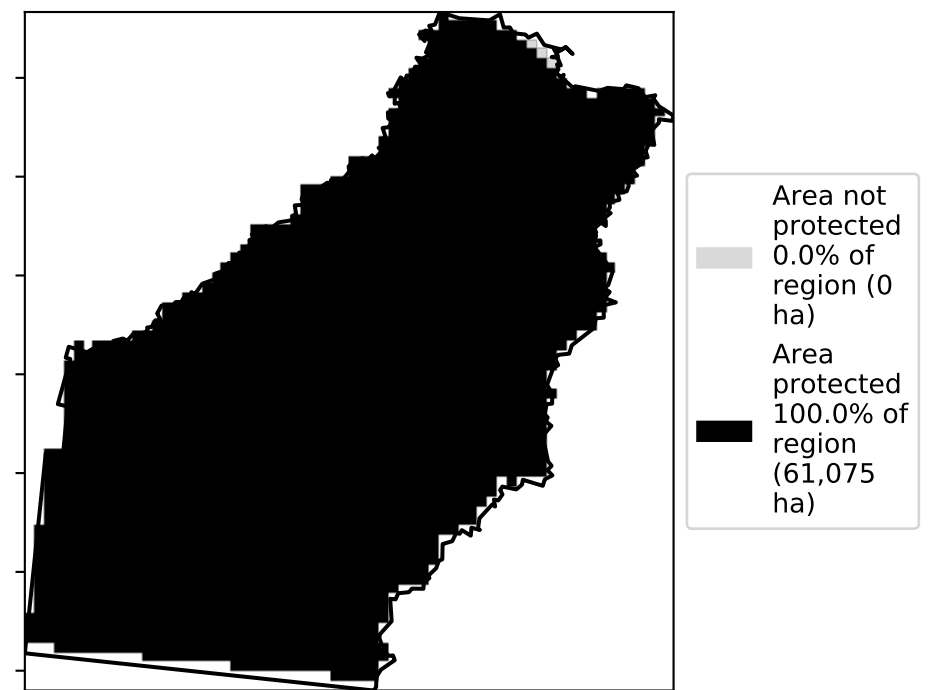 Area not
protected
0.0% of
region (0
ha)
Area
protected
100.0% of
region
(61,075
ha)